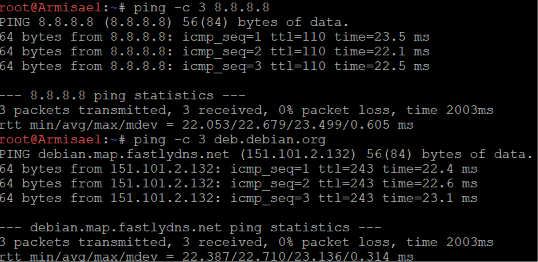 root@Armisael:~# ping -c 3 8.8.8.8
PING 8.8.8.8 (8.8.8.8) 56(84) bytes of data.
64 bytes from 8.8.8.8: icmp_seq=1 ttl=110 time=23.5 ms
64 bytes from 8.8.8.8: icmp_seq=2 ttl=110 time=22.1 ms
64 bytes from 8.8.8.8: icmp_seq=3 ttl=110 time=22.5 ms

--- 8.8.8.8 ping statistics ---
3 packets transmitted, 3 received, 0% packet loss, time 2003ms
rtt min/avg/max/mdev = 22.053/22.679/23.499/0.605 ms
root@Armisael:~# ping -c 3 deb.debian.org
PING debian.map.fastlydns.net (151.101.2.132) 56(84) bytes of data.
64 bytes from 151.101.2.132: icmp_seq=1 ttl=243 time=22.4 ms
64 bytes from 151.101.2.132: icmp_seq=2 ttl=243 time=22.6 ms
64 bytes from 151.101.2.132: icmp_seq=3 ttl=243 time=23.1 ms

--- debian.map.fastlydns.net ping statistics ---
3 packets transmitted, 3 received, 0% packet loss, time 2003ms
rtt min/avg/max/mdev = 22.387/22.710/23.136/0.314 ms